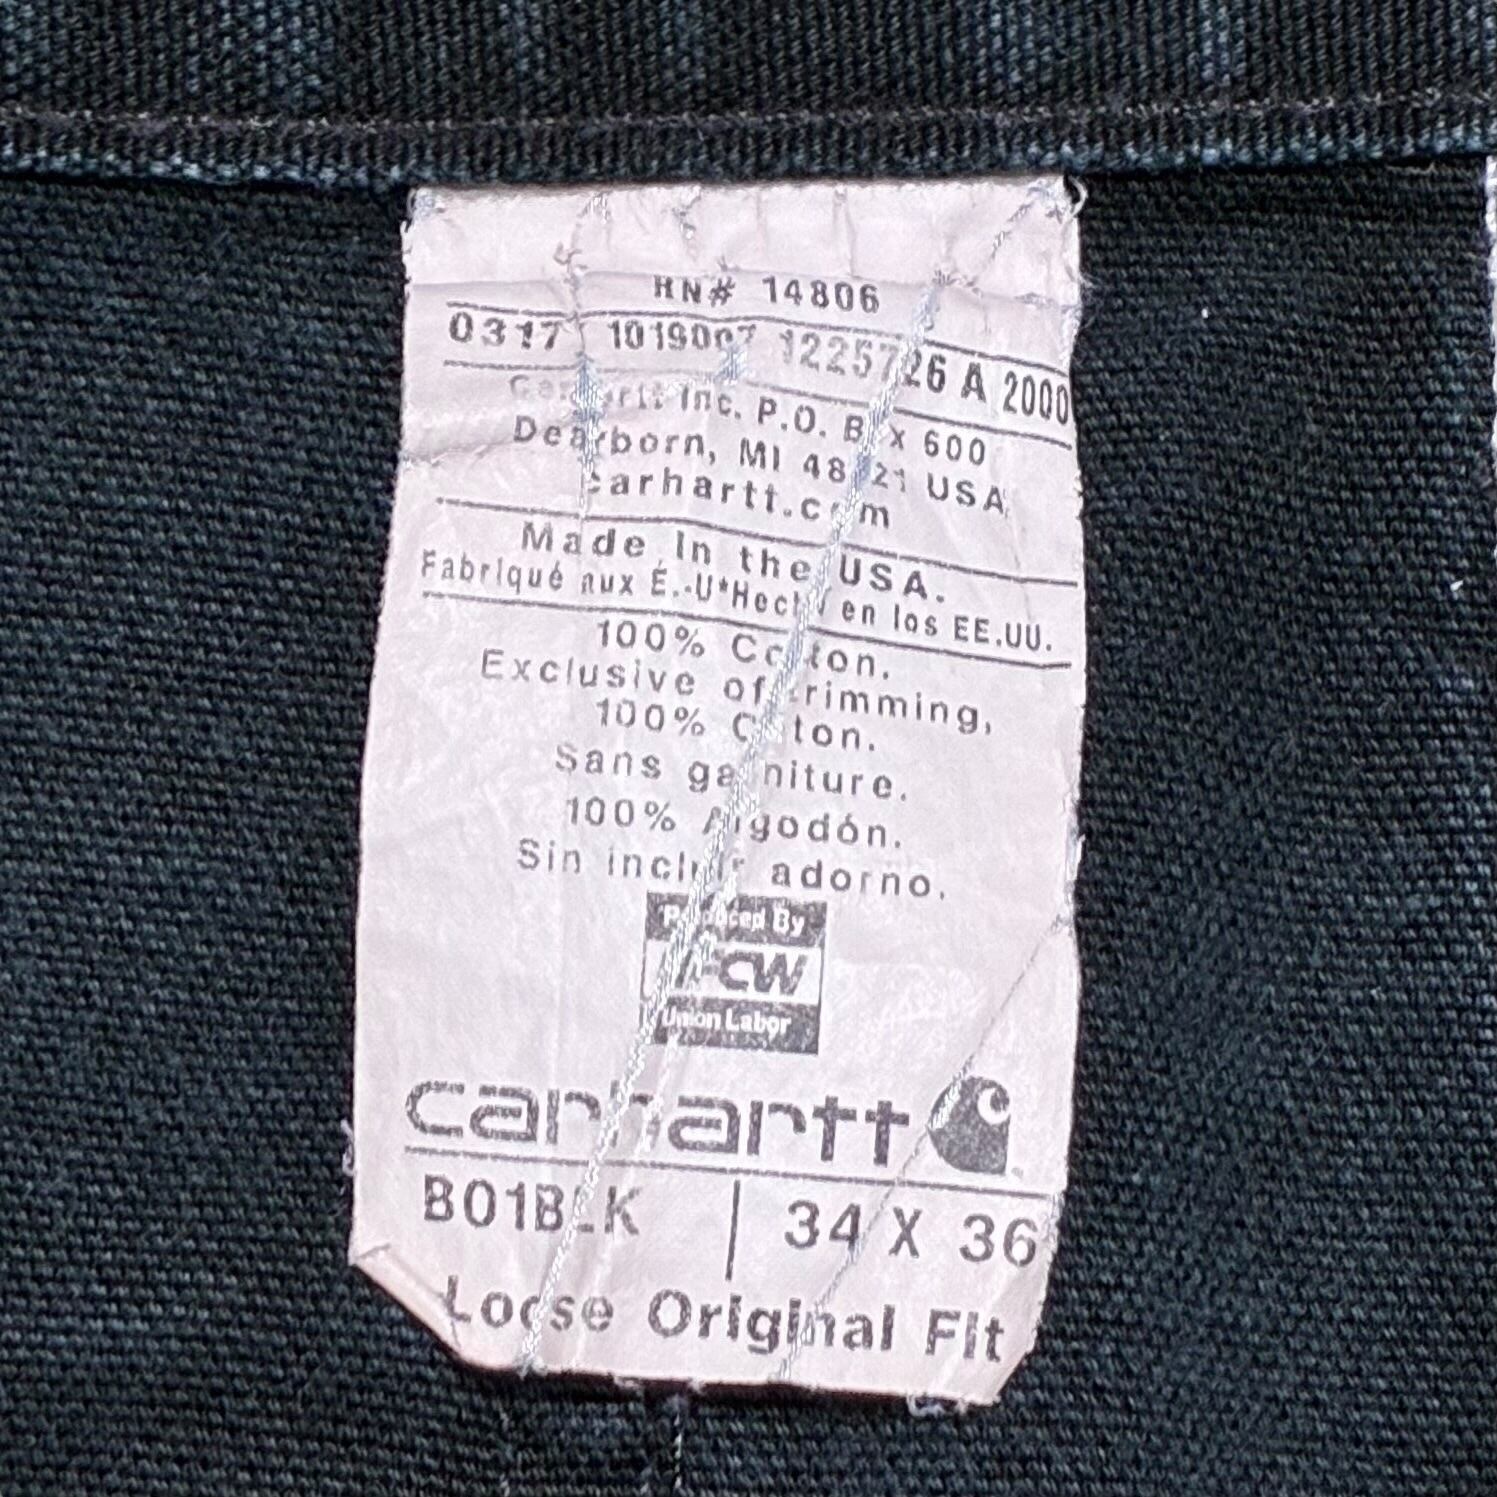 RN# 14806
0317 1019007 1225726 A 2000
Carhartt Inc. P.O. Box 600
Dearborn, MI 48121 USA
carhartt.com
Made In the USA.
Fabriqué aux É.-U*Hecho en los EE.UU.
100% Cotton.
Exclusive of trimming,
100% Coton.
Sans garniture.
100% Algodón.
Sin incluir adorno.
Produced By
UFCW
Union Labor
carhartt
B01BLK | 34 X 36
Loose Original Fit